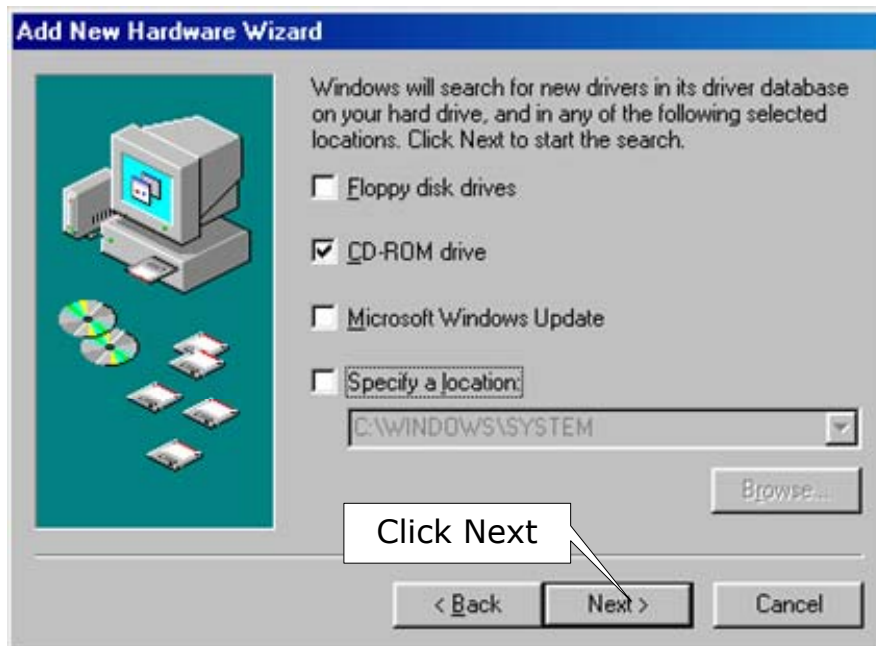 Add New Hardware Wizard
Windows will search for new drivers in its driver database
on your hard drive, and in any of the following selected
locations. Click Next to start the search.
Floppy disk drives
CD-ROM drive
Microsoft Windows Update
Specify a location:
C:\WINDOWS\SYSTEM
Browse...
Click Next
< Back Next > Cancel